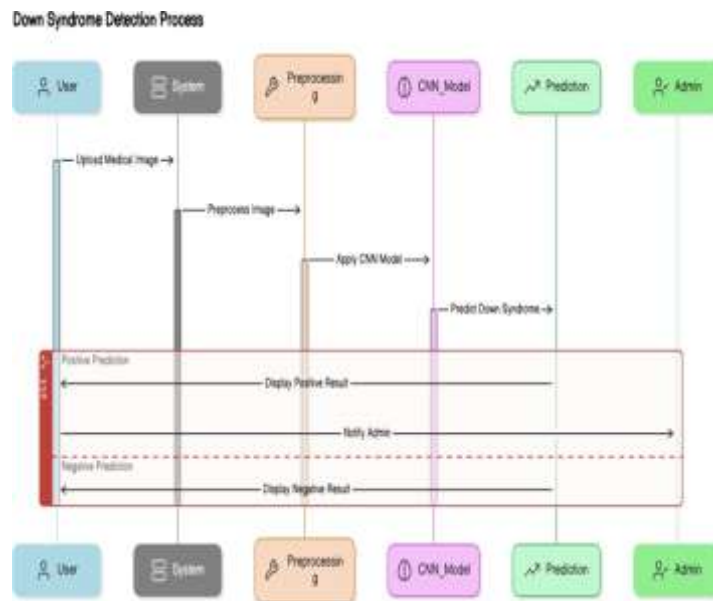 Down Syndrome Detection Process
User
System
Preprocessin
g
CNN_Model
Prediction
Admin
Upload Medical Image
Preprocess Image
Apply CNN Model
Predict Down Syndrome
Positive Prediction
Display Positive Result
Notify Admin
Negative Prediction
Display Negative Result
User
System
Preprocessin
g
CNN_Model
Prediction
Admin